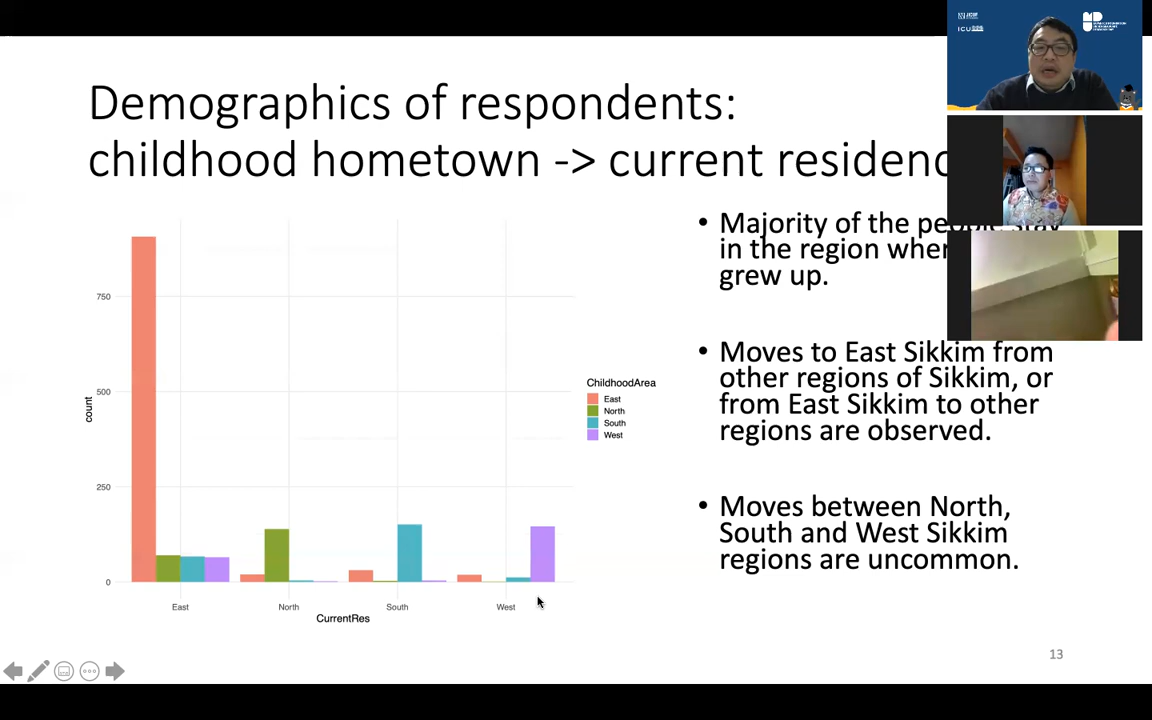 Demographics of respondents:
childhood hometown -> current residenc
• Majority of the people stay
in the region wher
grew up.
• Moves to East Sikkim from
other regions of Sikkim, or
from East Sikkim to other
regions are observed.
• Moves between North,
South and West Sikkim
regions are uncommon.
count
750
500
250
0
East
North
South
West
CurrentRes
ChildhoodArea
East
North
South
West
13
ICU